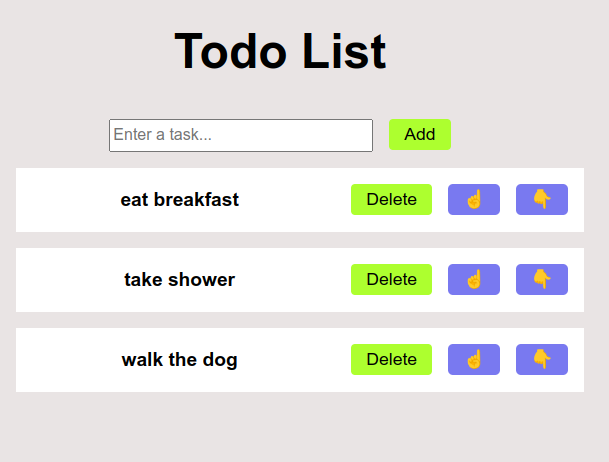 Todo List
Enter a task... Add
eat breakfast Delete ☝️ 👇
take shower Delete ☝️ 👇
walk the dog Delete ☝️ 👇